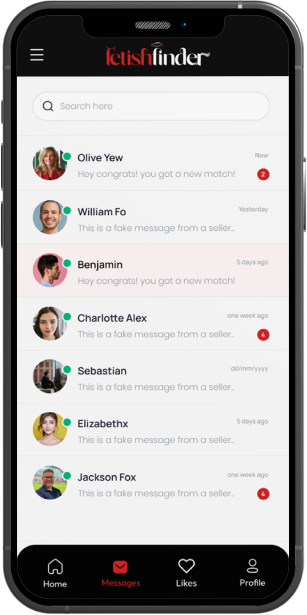 fetishfinder
Search here
Olive Yew
Now
Hey congrats! you got a new match!
2
William Fo
Yesterday
This is a fake message from a seller..
Benjamin
5 days ago
Hey congrats! you got a new match!
Charlotte Alex
one week ago
This is a fake message from a seller..
4
Sebastian
dd/mm/yyyy
This is a fake message from a seller..
Elizabethx
5 days ago
This is a fake message from a seller..
Jackson Fox
one week ago
This is a fake message from a seller..
4
Home
Messages
Likes
Profile